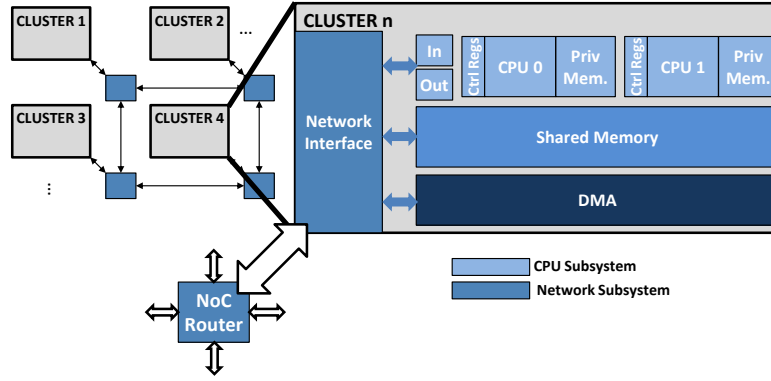 CLUSTER 1
CLUSTER 2
...
CLUSTER 3
CLUSTER 4
...
CLUSTER n
Network
Interface
In
Out
Ctrl Regs
CPU 0
Priv
Mem.
Ctrl Regs
CPU 1
Priv
Mem.
Shared Memory
DMA
NoC
Router
CPU Subsystem
Network Subsystem